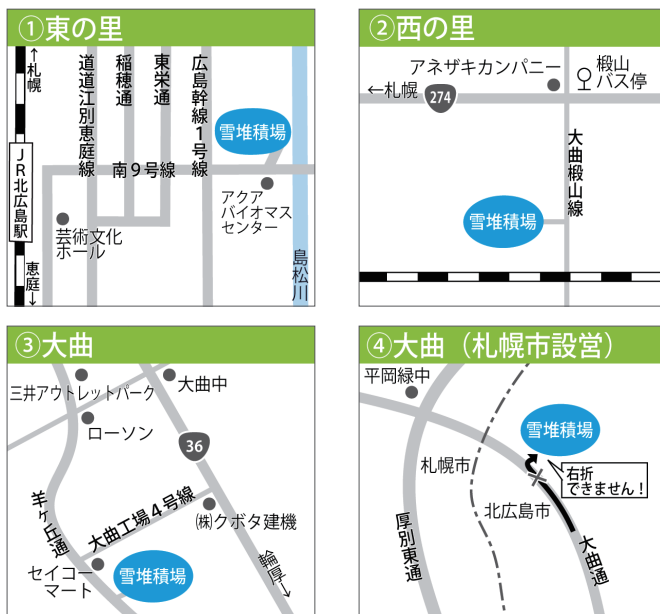 ①東の里
←札幌
JR北広島駅
恵庭→
道道江別恵庭線
稲穂通
東栄通
広島幹線1号線
雪堆積場
南9号線
アクア
バイオマス
センター
芸術文化
ホール
島松川
②西の里
アネザキカンパニー
椴山
バス停
←札幌
274
大曲椴山線
雪堆積場
③大曲
三井アウトレットパーク
大曲中
ローソン
36
大曲工場4号線
㈱クボタ建機
羊ケ丘通
セイコー
マート
雪堆積場
輪厚→
④大曲（札幌市設営）
平岡緑中
雪堆積場
札幌市
右折
できません！
北広島市
厚別東通
大曲通